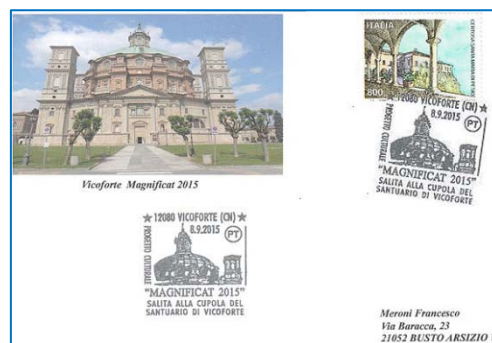 ITALIA
800
Vicoforte Magnificat 2015
★ 12080 VICOFORTE (CN) ★
8.9.2015
PT
PROGETTO CULTURALE
"MAGNIFICAT 2015"
SALITA ALLA CUPOLA DEL
SANTUARIO DI VICOFORTE
12080 VICOFORTE (CN) ★
8.9.2015
PT
PROGETTO CULTURALE
"MAGNIFICAT 2015"
SALITA ALLA CUPOLA DEL
SANTUARIO DI VICOFORTE
Meroni Francesco
Via Baracca, 23
21052 BUSTO ARSIZIO